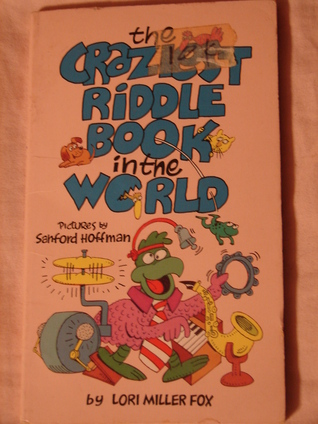 the
CRAZIEST
RIDDLE
BOOK
in the
WORLD
PICTURES by
Sanford Hoffman
by LORI MILLER FOX